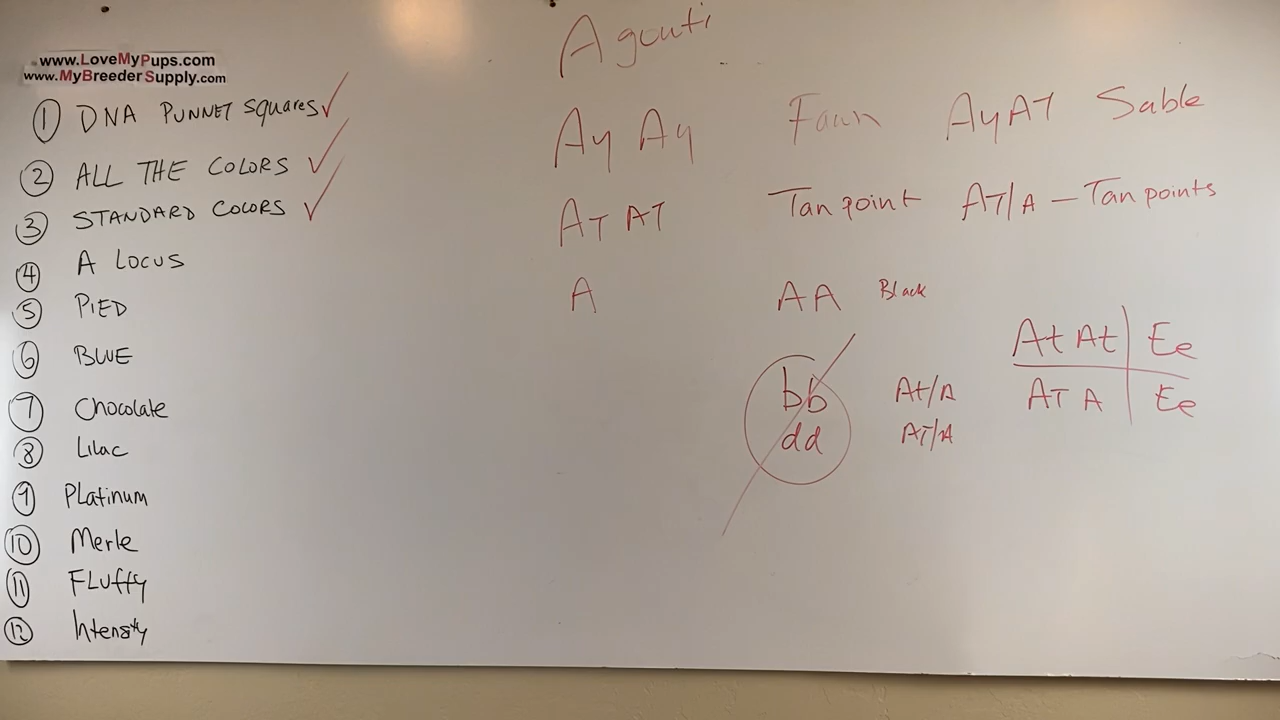 www.LoveMyPups.com
www.MyBreederSupply.com
1 DNA PUNNET SQUARES ✓
2 ALL THE COLORS ✓
3 STANDARD COLORS ✓
4 A LOCUS
5 PIED
6 BLUE
7 Chocolate
8 Lilac
9 Platinum
10 Merle
11 FLuffy
12 Intensity
Agouti
Ay Ay Fawn AyAT Sable
AT AT Tan point AT/A - Tan points
A AA Black
At At Ee
AT A Ee
bb At/A
dd AT/A